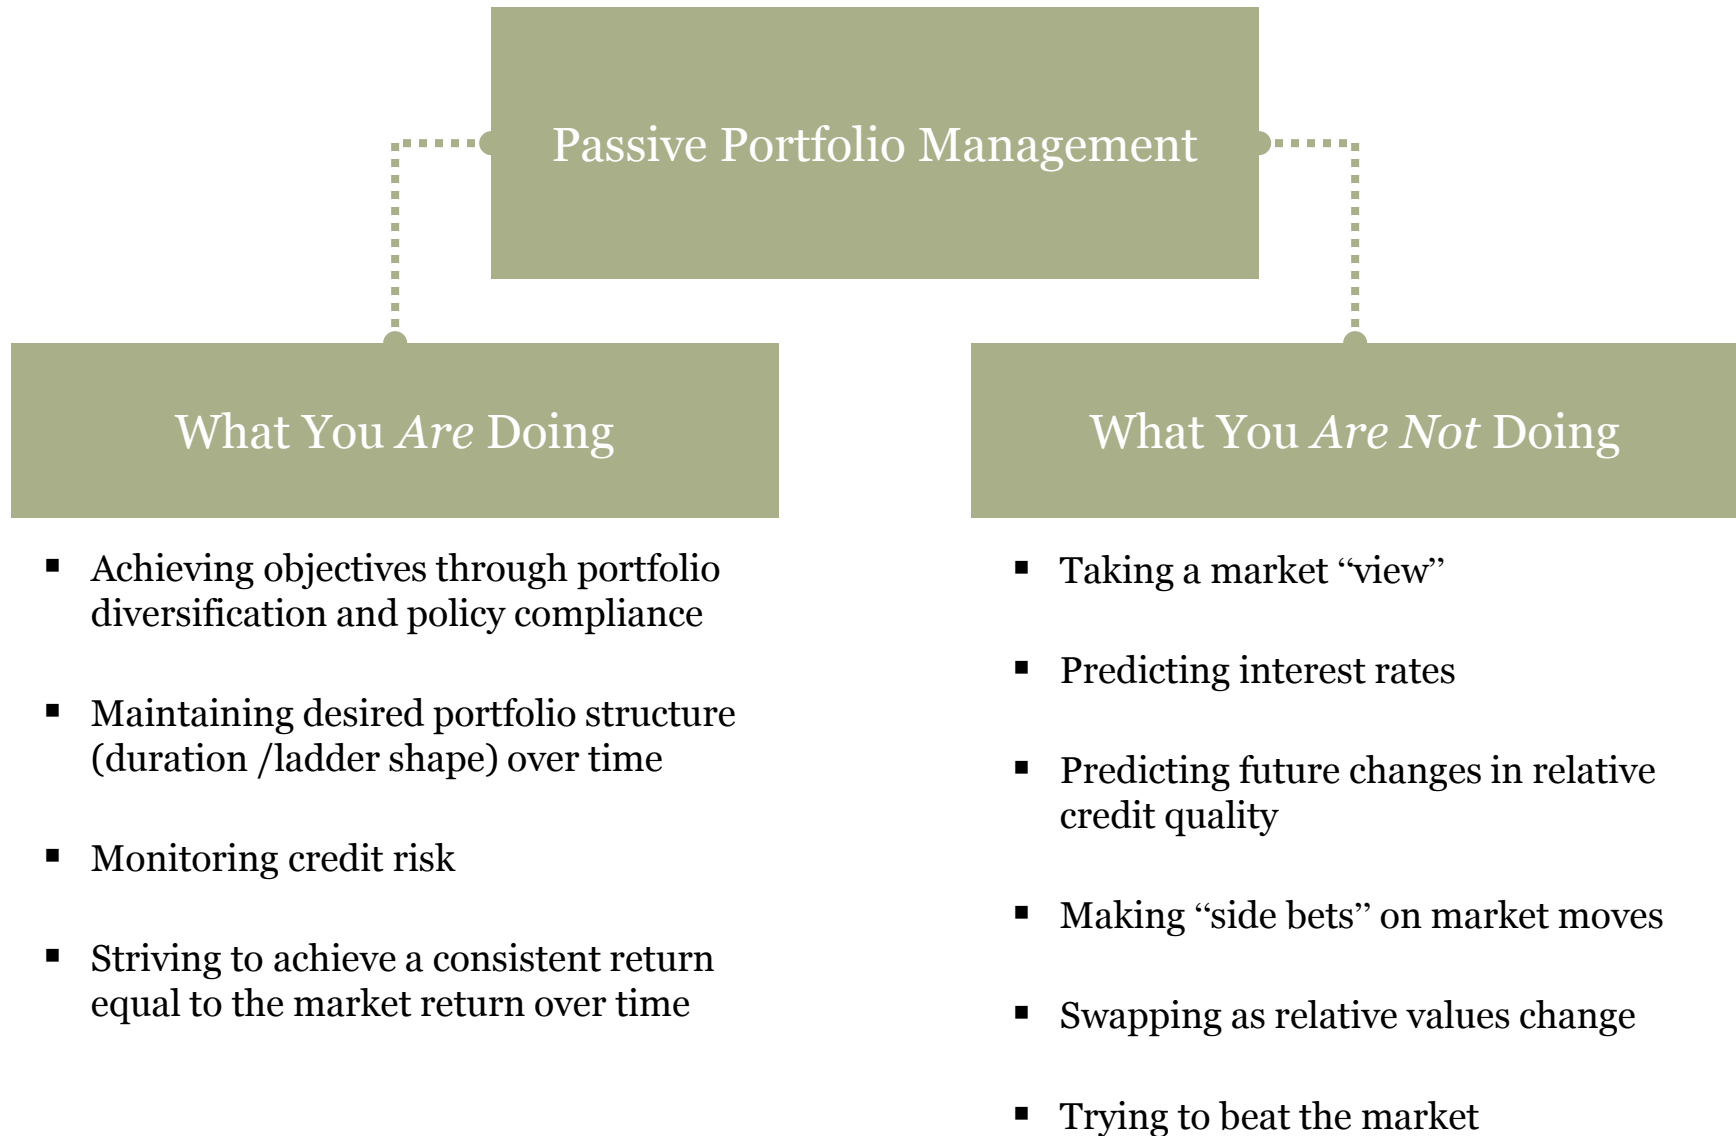 Passive Portfolio Management
What You Are Doing
▪ Achieving objectives through portfolio
diversification and policy compliance
▪ Maintaining desired portfolio structure
(duration /ladder shape) over time
▪ Monitoring credit risk
▪ Striving to achieve a consistent return
equal to the market return over time
What You Are Not Doing
▪ Taking a market “view”
▪ Predicting interest rates
▪ Predicting future changes in relative
credit quality
▪ Making “side bets” on market moves
▪ Swapping as relative values change
▪ Trying to beat the market